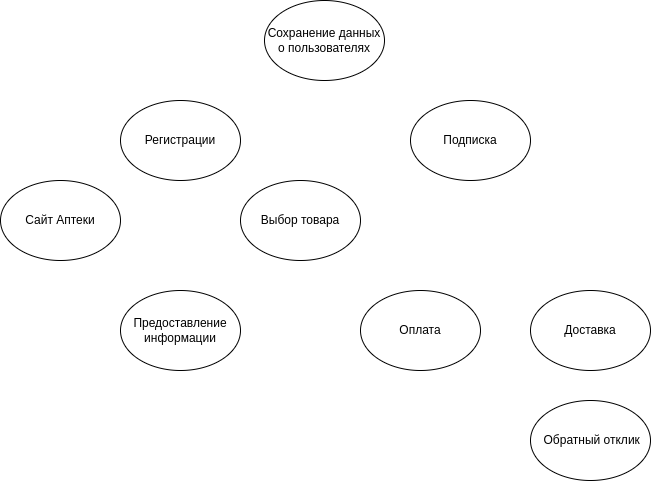 Сохранение данных
о пользователях
Регистрации
Подписка
Сайт Аптеки
Выбор товара
Предоставление
информации
Оплата
Доставка
Обратный отклик